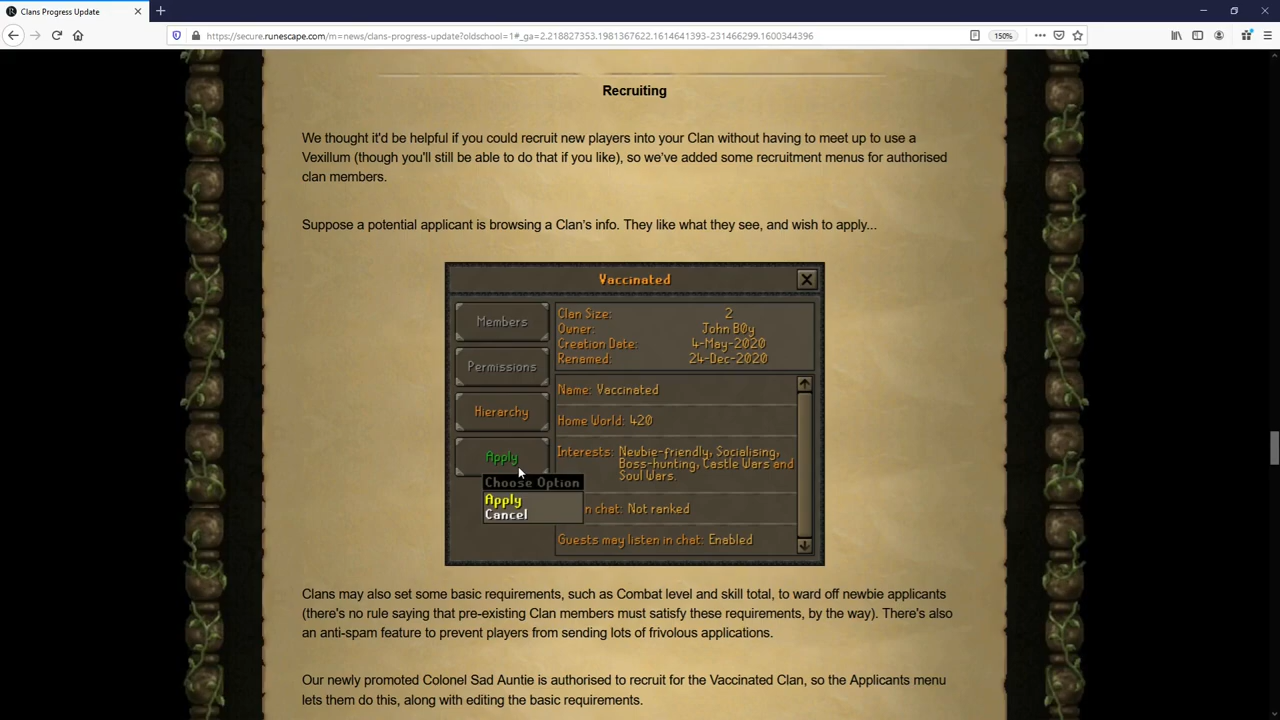 Clans Progress Update
https://secure.runescape.com/m=news/clans-progress-update?oldschool=1#_ga=2.218827353.1981367622.1614641393-231466299.1600344396
150%
Recruiting
We thought it'd be helpful if you could recruit new players into your Clan without having to meet up to use a
Vexillum (though you'll still be able to do that if you like), so we've added some recruitment menus for authorised
clan members.
Suppose a potential applicant is browsing a Clan's info. They like what they see, and wish to apply...
Vaccinated
Members
Permissions
Hierarchy
Apply
Choose Option
Apply
Cancel
Clan Size: 2
Owner: John B0y
Creation Date: 4-May-2020
Renamed: 24-Dec-2020
Name: Vaccinated
Home World: 420
Interests: Newbie-friendly, Socialising,
Boss-hunting, Castle Wars and
Soul Wars.
n chat: Not ranked
Guests may listen in chat: Enabled
Clans may also set some basic requirements, such as Combat level and skill total, to ward off newbie applicants
(there's no rule saying that pre-existing Clan members must satisfy these requirements, by the way). There's also
an anti-spam feature to prevent players from sending lots of frivolous applications.
Our newly promoted Colonel Sad Auntie is authorised to recruit for the Vaccinated Clan, so the Applicants menu
lets them do this, along with editing the basic requirements.